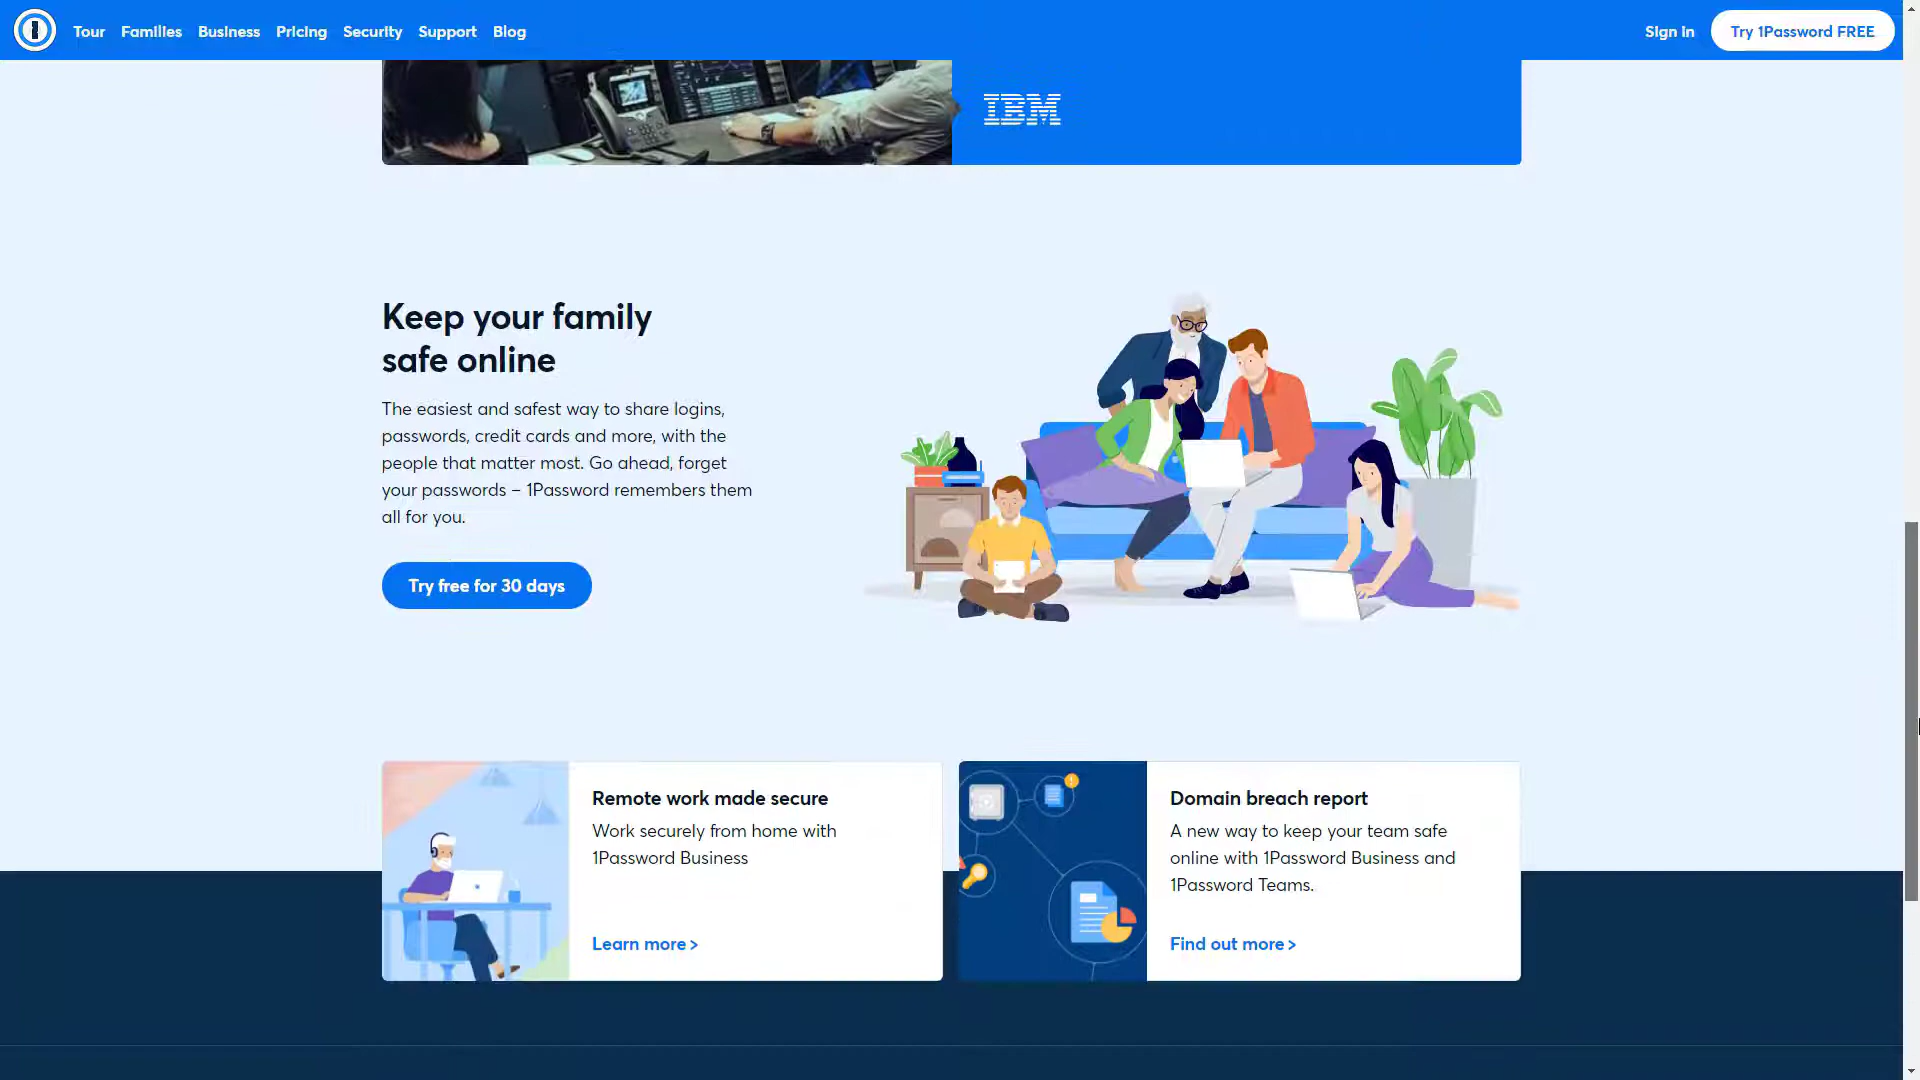 Tour Families Business Pricing Security Support Blog
Sign in
Try 1Password FREE
IBM
Keep your family
safe online
The easiest and safest way to share logins,
passwords, credit cards and more, with the
people that matter most. Go ahead, forget
your passwords – 1Password remembers them
all for you.
Try free for 30 days
Remote work made secure
Work securely from home with
1Password Business
Learn more >
Domain breach report
A new way to keep your team safe
online with 1Password Business and
1Password Teams.
Find out more >